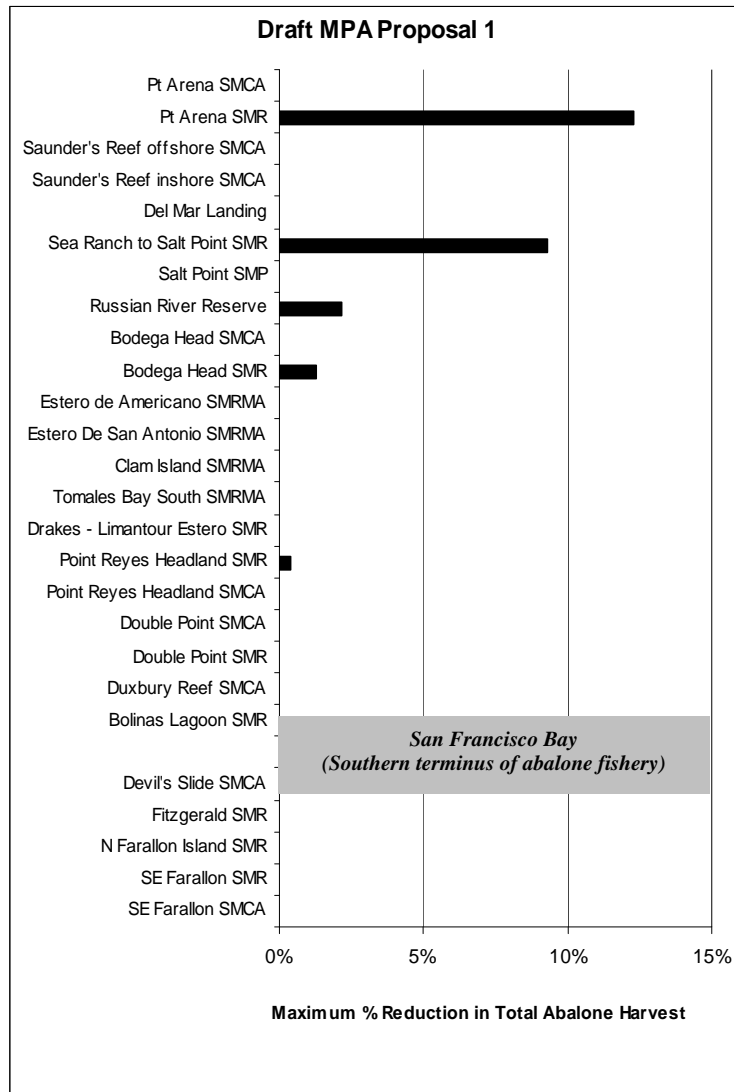 Draft MPA Proposal 1
Pt Arena SMCA
Pt Arena SMR
Saunder's Reef offshore SMCA
Saunder's Reef inshore SMCA
Del Mar Landing
Sea Ranch to Salt Point SMR
Salt Point SMP
Russian River Reserve
Bodega Head SMCA
Bodega Head SMR
Estero de Americano SMRMA
Estero De San Antonio SMRMA
Clam Island SMRMA
Tomales Bay South SMRMA
Drakes - Limantour Estero SMR
Point Reyes Headland SMR
Point Reyes Headland SMCA
Double Point SMCA
Double Point SMR
Duxbury Reef SMCA
Bolinas Lagoon SMR
San Francisco Bay
(Southern terminus of abalone fishery)
Devil's Slide SMCA
Fitzgerald SMR
N Farallon Island SMR
SE Farallon SMR
SE Farallon SMCA
0% 5% 10% 15%
Maximum % Reduction in Total Abalone Harvest